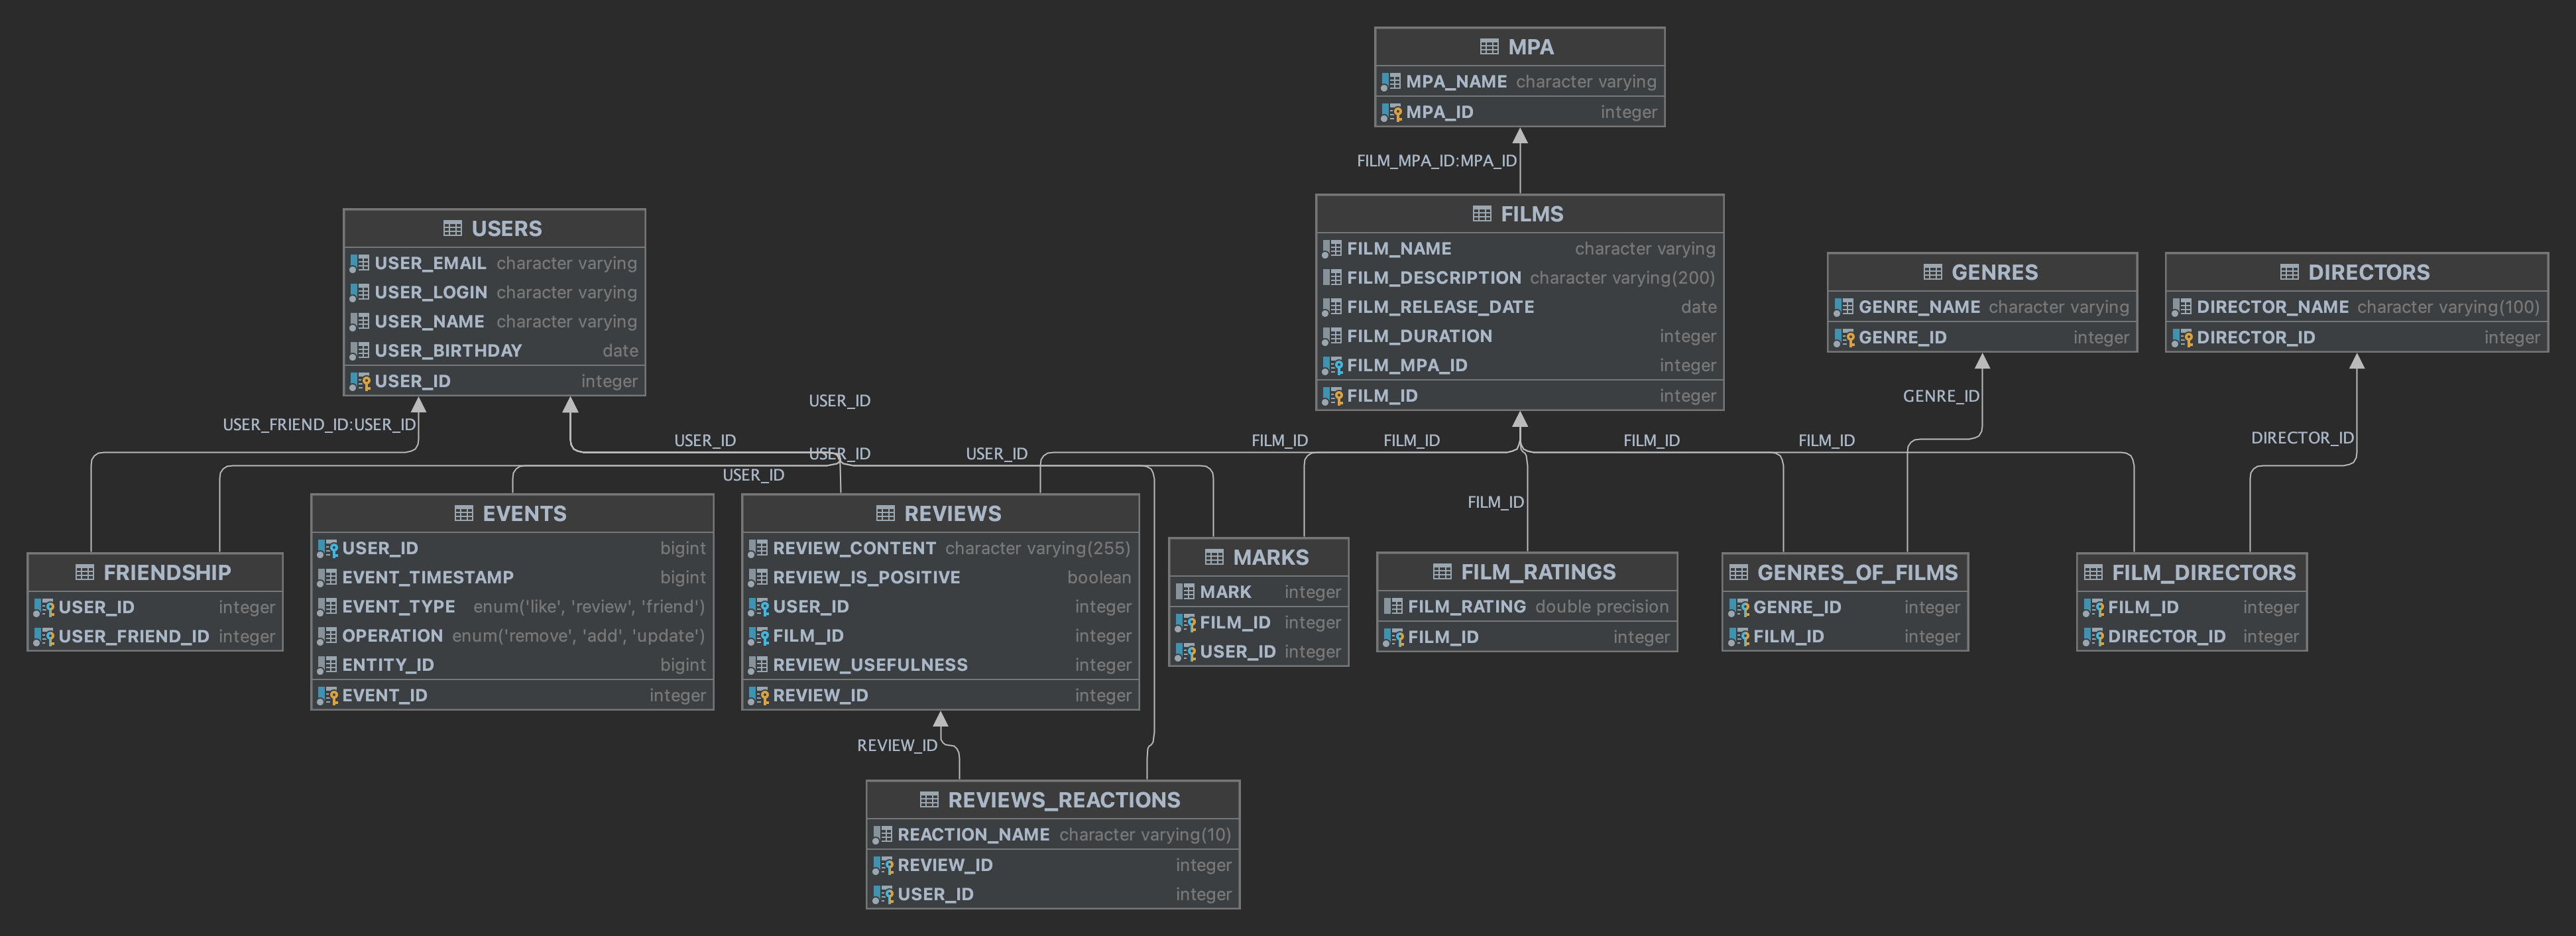 MPA
MPA_NAME character varying
MPA_ID integer
FILM_MPA_ID:MPA_ID
USERS
USER_EMAIL character varying
USER_LOGIN character varying
USER_NAME character varying
USER_BIRTHDAY date
USER_ID integer
FILMS
FILM_NAME character varying
FILM_DESCRIPTION character varying(200)
FILM_RELEASE_DATE date
FILM_DURATION integer
FILM_MPA_ID integer
FILM_ID integer
GENRES
GENRE_NAME character varying
GENRE_ID integer
DIRECTORS
DIRECTOR_NAME character varying(100)
DIRECTOR_ID integer
USER_FRIEND_ID:USER_ID
USER_ID
USER_ID
USER_ID
USER_ID
USER_ID
FILM_ID
FILM_ID
FILM_ID
FILM_ID
FILM_ID
GENRE_ID
DIRECTOR_ID
FRIENDSHIP
USER_ID integer
USER_FRIEND_ID integer
EVENTS
USER_ID bigint
EVENT_TIMESTAMP bigint
EVENT_TYPE enum('like', 'review', 'friend')
OPERATION enum('remove', 'add', 'update')
ENTITY_ID bigint
EVENT_ID integer
REVIEWS
REVIEW_CONTENT character varying(255)
REVIEW_IS_POSITIVE boolean
USER_ID integer
FILM_ID integer
REVIEW_USEFULNESS integer
REVIEW_ID integer
MARKS
MARK integer
FILM_ID integer
USER_ID integer
FILM_RATINGS
FILM_RATING double precision
FILM_ID integer
GENRES_OF_FILMS
GENRE_ID integer
FILM_ID integer
FILM_DIRECTORS
FILM_ID integer
DIRECTOR_ID integer
REVIEW_ID
REVIEWS_REACTIONS
REACTION_NAME character varying(10)
REVIEW_ID integer
USER_ID integer